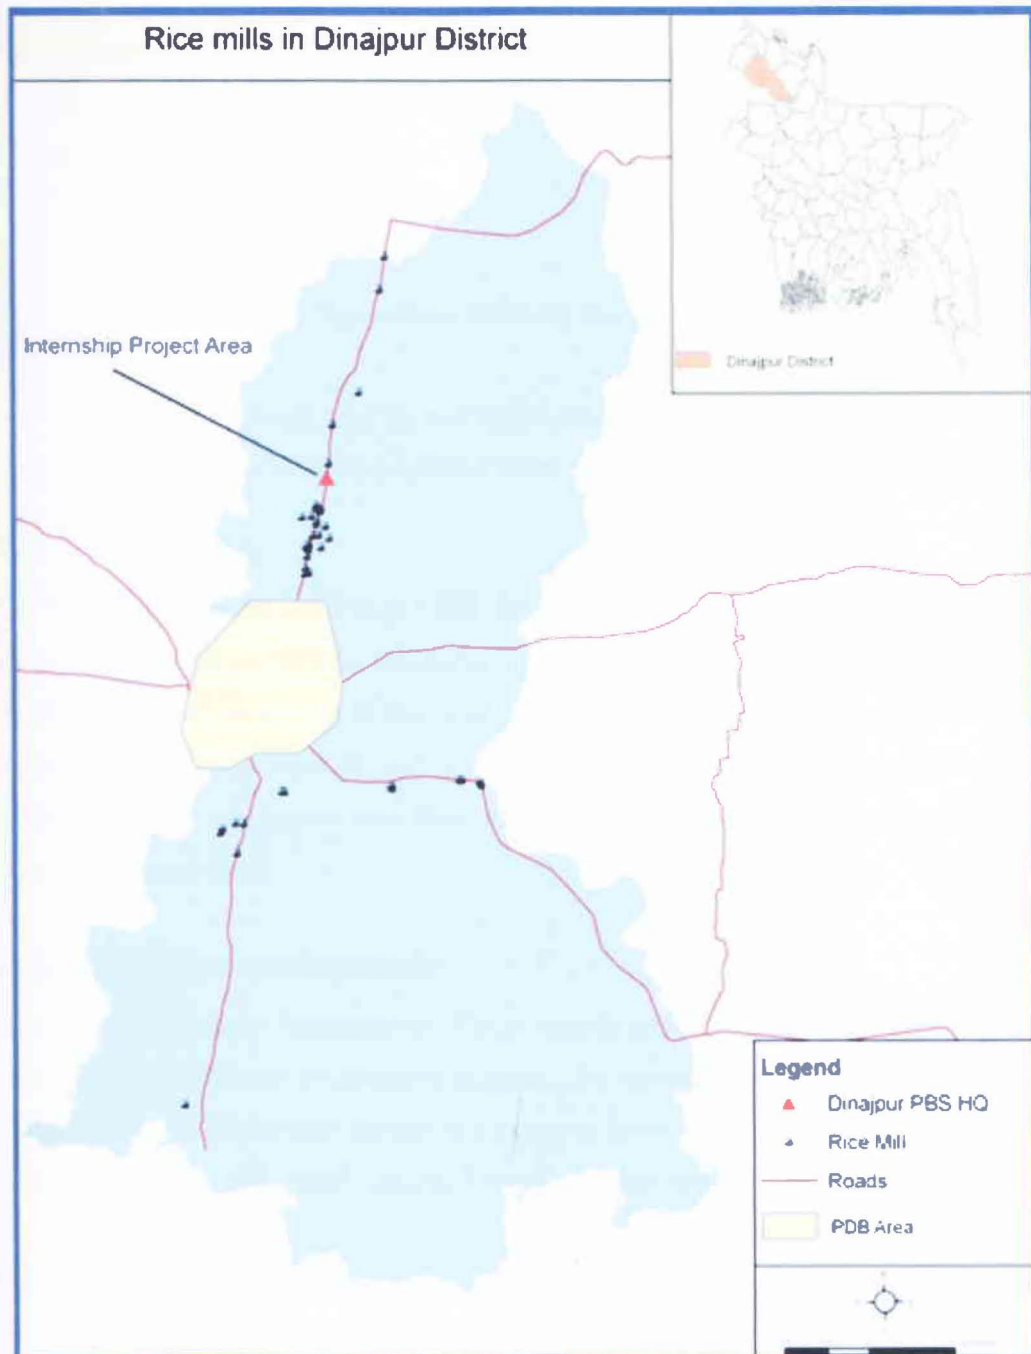 Rice mills in Dinajpur District
Dinajpur District
Internship Project Area
Legend
Dinajpur PBS HQ
Rice Mill
Roads
PDB Area